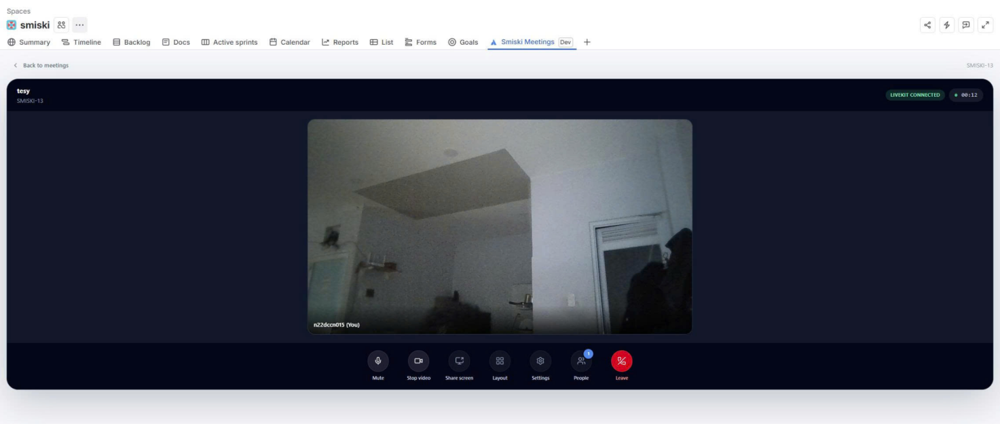 Spaces
smiski
Summary Timeline Backlog Docs Active sprints Calendar Reports List Forms Goals Smiski Meetings Dev
Back to meetings SMISKI-13
tesy
SMISKI-13
LIVEKIT CONNECTED 00:12
n22dccn015 (You)
1
Mute Stop video Share screen Layout Settings People Leave